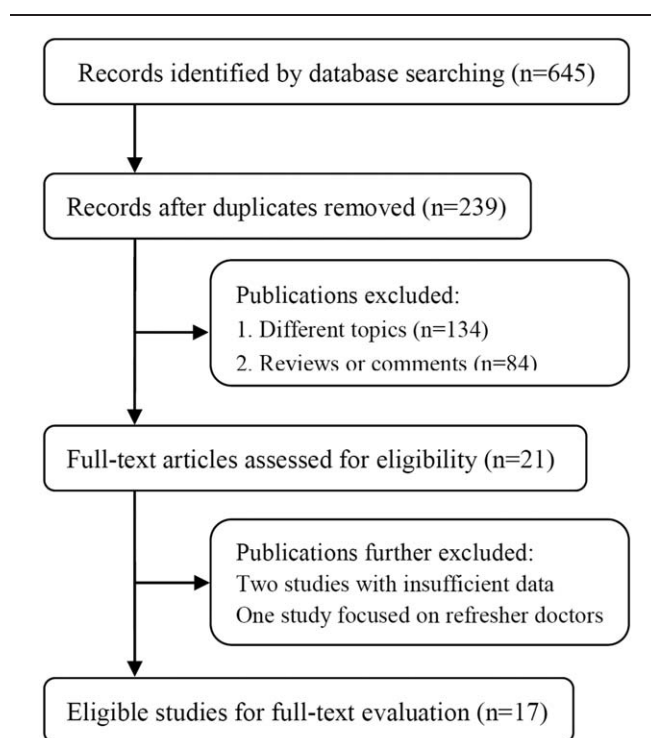 Records identified by database searching (n=645)
Records after duplicates removed (n=239)
Publications excluded:
1. Different topics (n=134)
2. Reviews or comments (n=84)
Full-text articles assessed for eligibility (n=21)
Publications further excluded:
Two studies with insufficient data
One study focused on refresher doctors
Eligible studies for full-text evaluation (n=17)